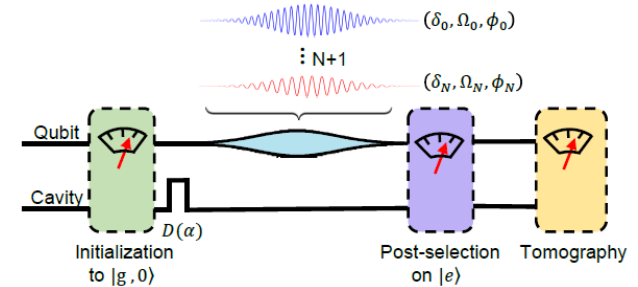 (δ₀, Ω₀, ϕ₀)
⋮ N+1
(δ_N, Ω_N, ϕ_N)
Qubit
Cavity
D(α)
Initialization
to |g ,0⟩
Post-selection
on |e⟩
Tomography